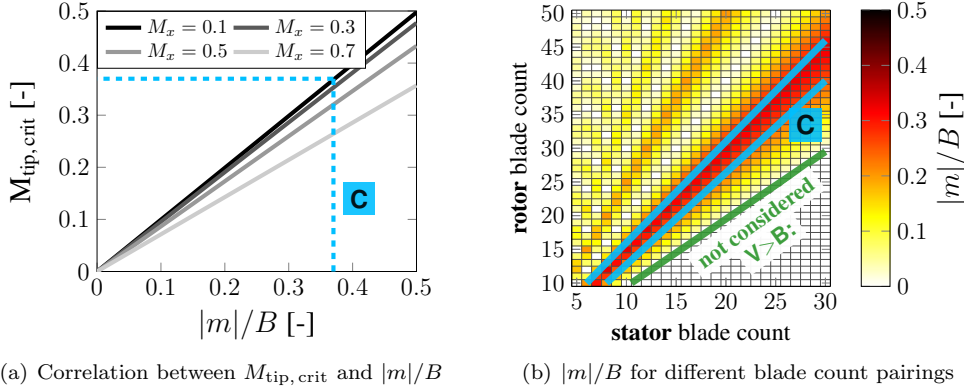 M_x = 0.1 M_x = 0.3
M_x = 0.5 M_x = 0.7
0.5
0.4
0.3
0.2
0.1
0
M_tip,crit [-]
C
0 0.1 0.2 0.3 0.4 0.5
|m|/B [-]
(a) Correlation between M_tip, crit and |m|/B
50
45
40
35
30
25
20
15
10
rotor blade count
C
not considered
V>B:
5 10 15 20 25 30
stator blade count
0.5
0.4
0.3
0.2
0.1
0
|m|/B [-]
(b) |m|/B for different blade count pairings